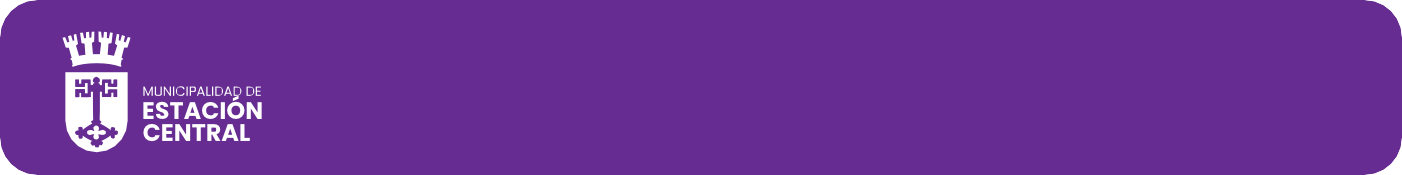 MUNICIPALIDAD DE
ESTACIÓN
CENTRAL